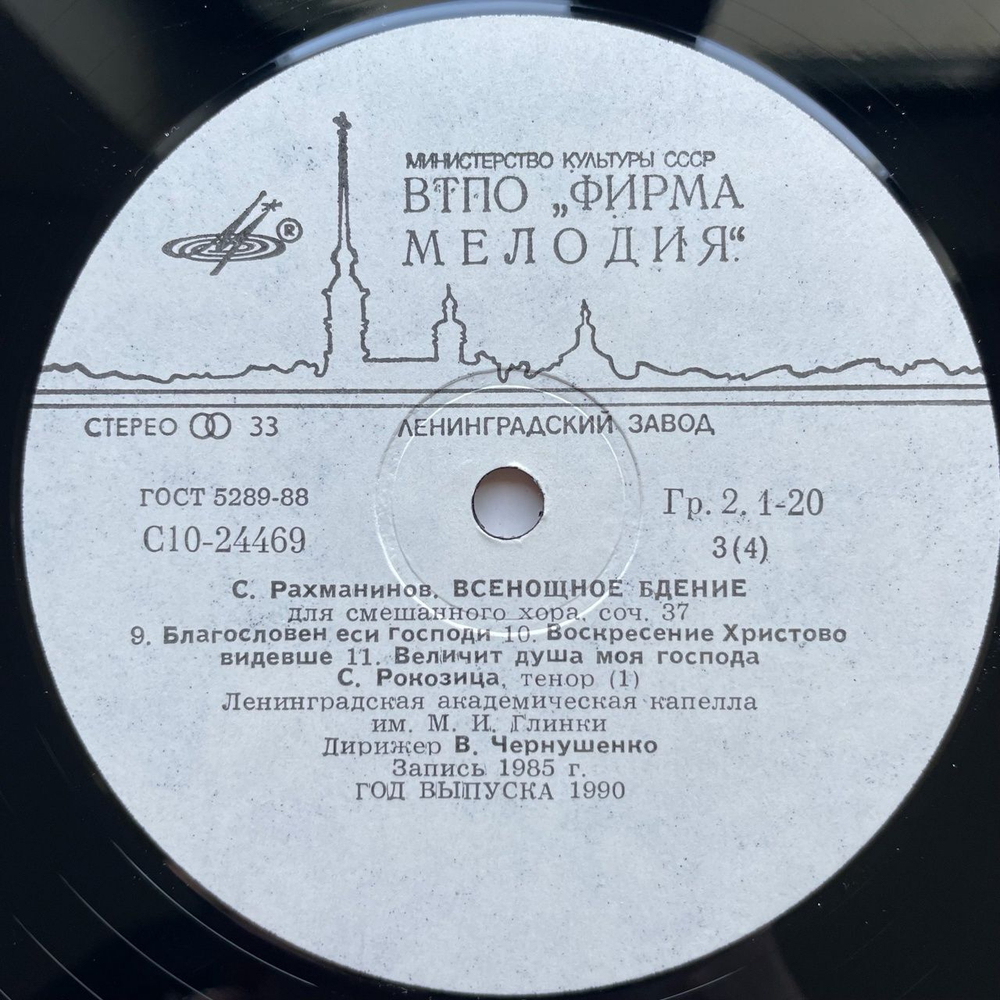 МИНИСТЕРСТВО КУЛЬТУРЫ СССР
ВТПО „ФИРМА
МЕЛОДИЯ“
®
СТЕРЕО 33
ЛЕНИНГРАДСКИЙ ЗАВОД
ГОСТ 5289-88
Гр. 2, 1-20
С10-24469
3(4)
С. Рахманинов. ВСЕНОЩНОЕ БДЕНИЕ
для смешанного хора, соч. 37
9. Благословен еси Господи 10. Воскресение Христово
видевше 11. Величит душа моя господа
С. Рокозица, тенор (1)
Ленинградская академическая капелла
им. М. И. Глинки
Дирижер В. Чернушенко
Запись 1985 г.
ГОД ВЫПУСКА 1990